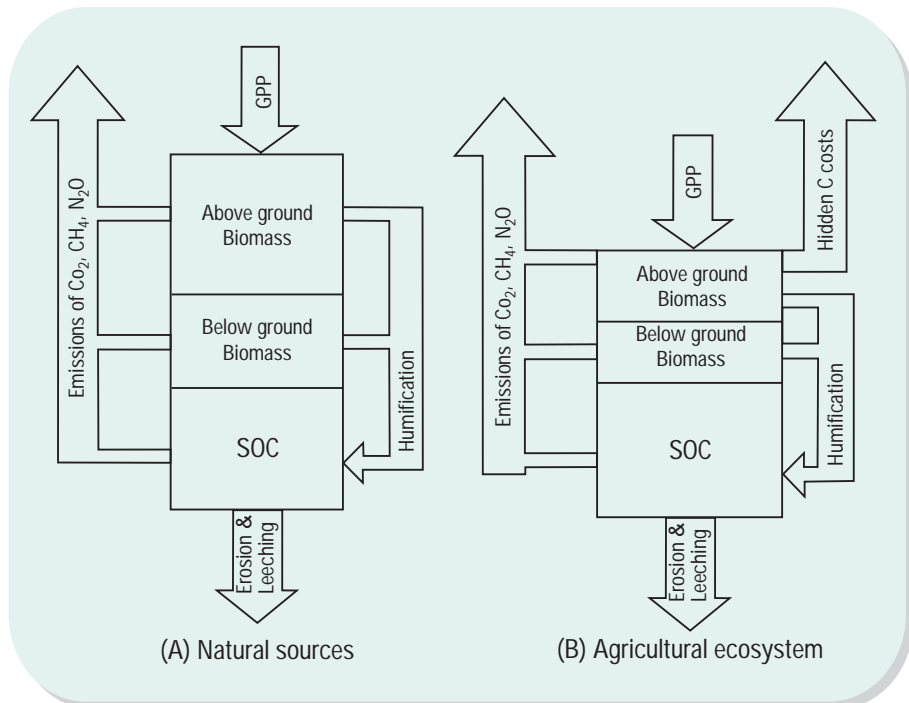 GPP
Emissions of Co₂, CH₄, N₂O
Above ground
Biomass
Below ground
Biomass
SOC
Humification
Erosion &
Leeching
(A) Natural sources
GPP
Hidden C costs
Emissions of Co₂, CH₄, N₂O
Above ground
Biomass
Below ground
Biomass
SOC
Humification
Erosion &
Leeching
(B) Agricultural ecosystem